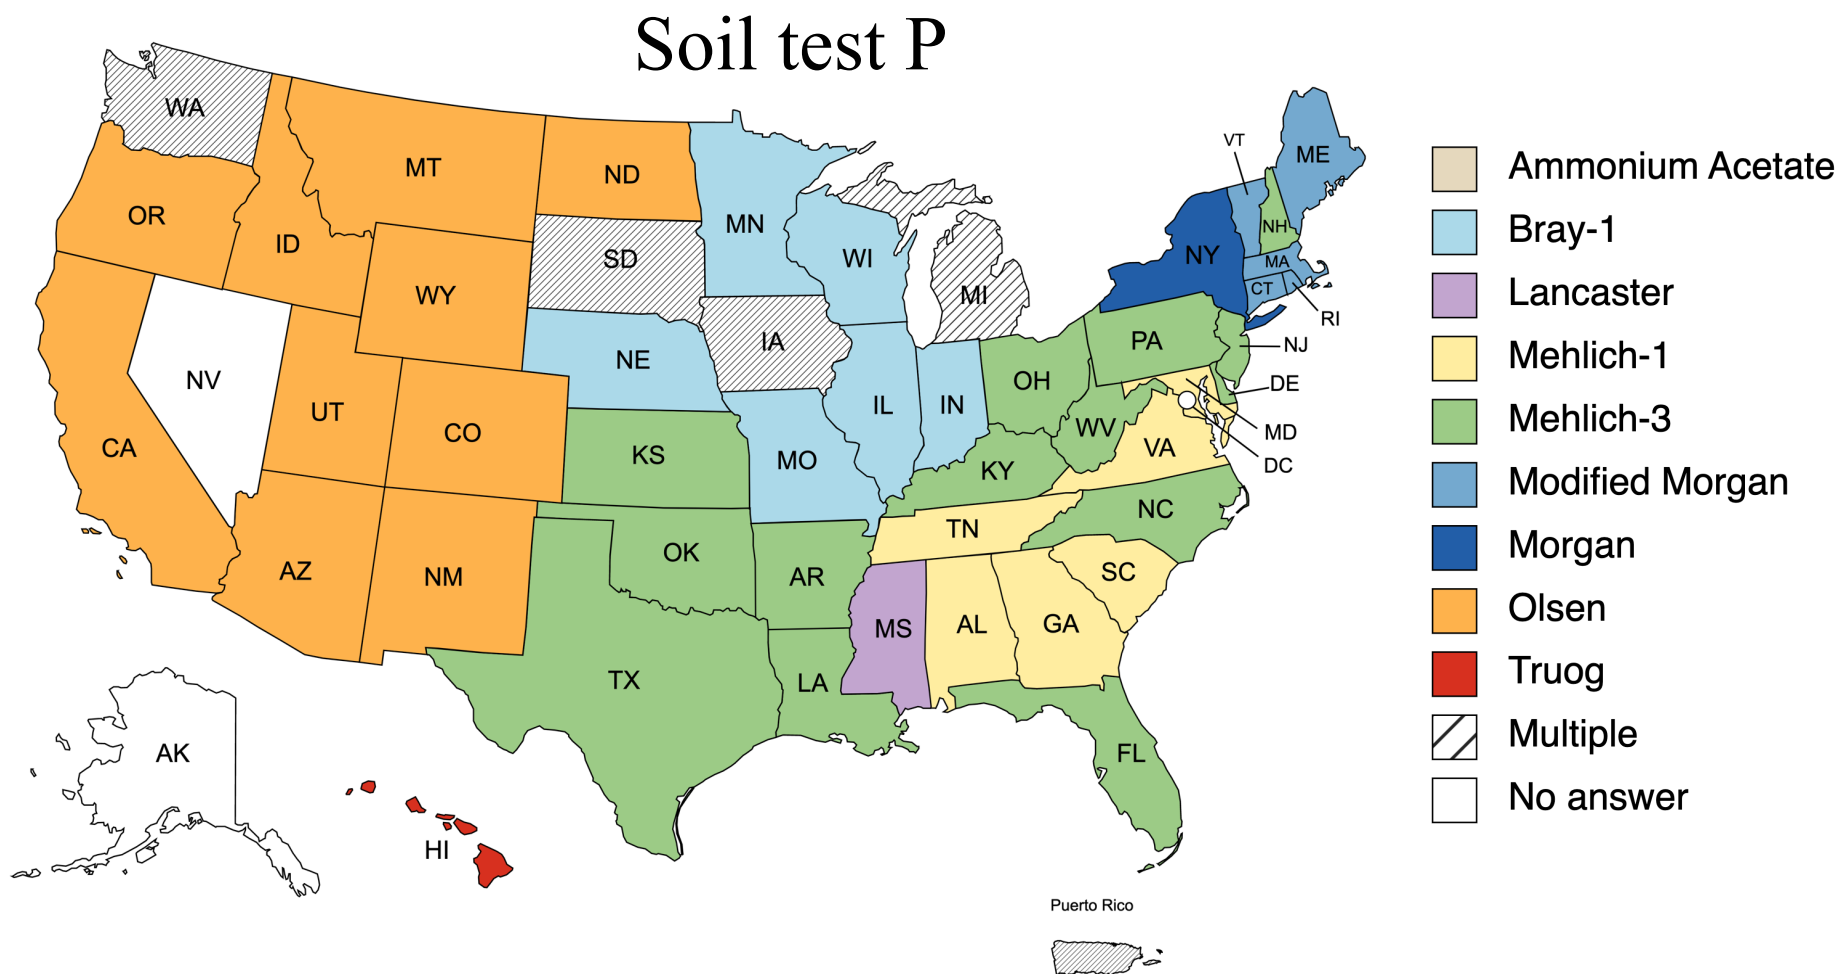 Soil test P
WA
MT
ND
OR
ID
SD
MN
WI
MI
VT
ME
NH
NY
MA
CT
RI
WY
NE
IA
PA
NJ
DE
NV
UT
CO
CA
KS
MO
IL
IN
OH
WV
VA
MD
DC
KY
NC
TN
AZ
NM
OK
AR
SC
MS
AL
GA
TX
LA
FL
AK
HI
Puerto Rico
Ammonium Acetate
Bray-1
Lancaster
Mehlich-1
Mehlich-3
Modified Morgan
Morgan
Olsen
Truog
Multiple
No answer